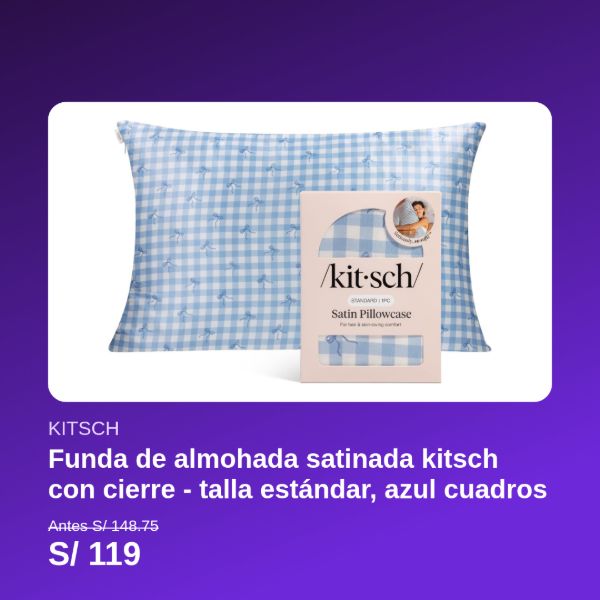 /kit·sch/
STANDARD | 1PC
Satin Pillowcase
For hair & skin-loving comfort
KITSCH
Funda de almohada satinada kitsch
con cierre - talla estándar, azul cuadros
Antes S/ 148.75
S/ 119